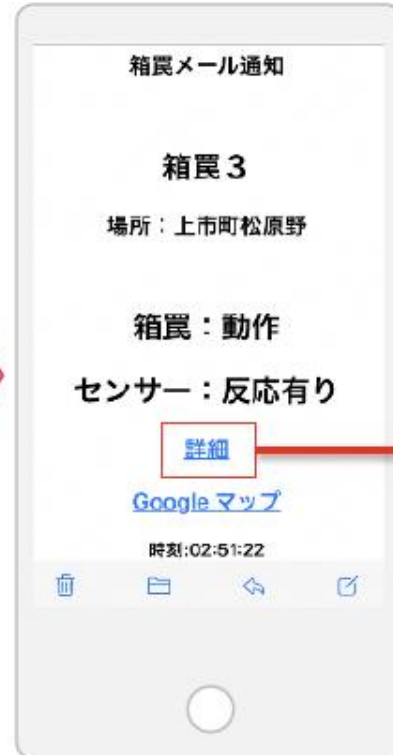 箱罠メール通知
箱罠3
場所：上市町松原野
箱罠：動作
センサー：反応有り
詳細
Google マップ
時刻:02:51:22